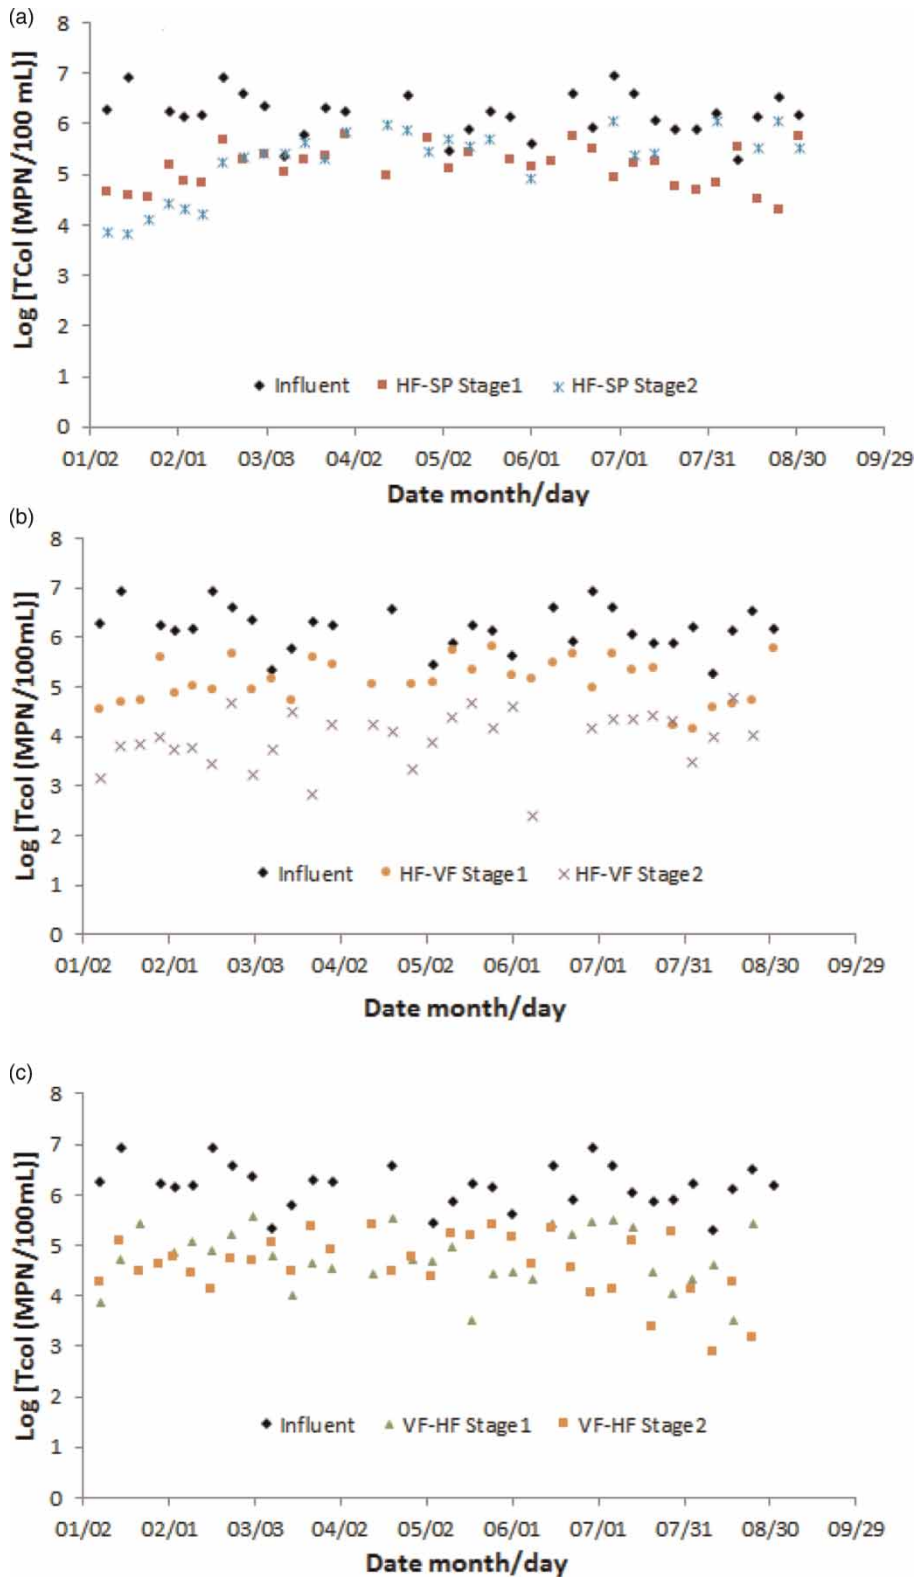 (a)
Log [TCol (MPN/100 mL)]
8
7
6
5
4
3
2
1
0
Influent HF-SP Stage1 HF-SP Stage2
01/02 02/01 03/03 04/02 05/02 06/01 07/01 07/31 08/30 09/29
Date month/day
(b)
Log [Tcol (MPN/100mL)]
8
7
6
5
4
3
2
1
0
Influent HF-VF Stage1 HF-VF Stage2
01/02 02/01 03/03 04/02 05/02 06/01 07/01 07/31 08/30 09/29
Date month/day
(c)
Log [Tcol (MPN/100mL)]
8
7
6
5
4
3
2
1
0
Influent VF-HF Stage1 VF-HF Stage2
01/02 02/01 03/03 04/02 05/02 06/01 07/01 07/31 08/30 09/29
Date month/day